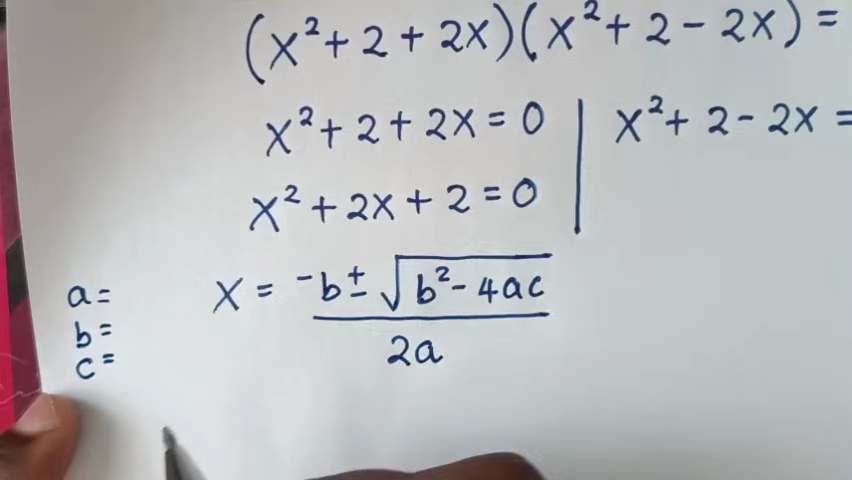 (x²+2+2x)(x²+2-2x)=
x²+2+2x=0 | x²+2-2x=
x²+2x+2=0
a= x = -b±√(b²-4ac)/2a
b=
c=